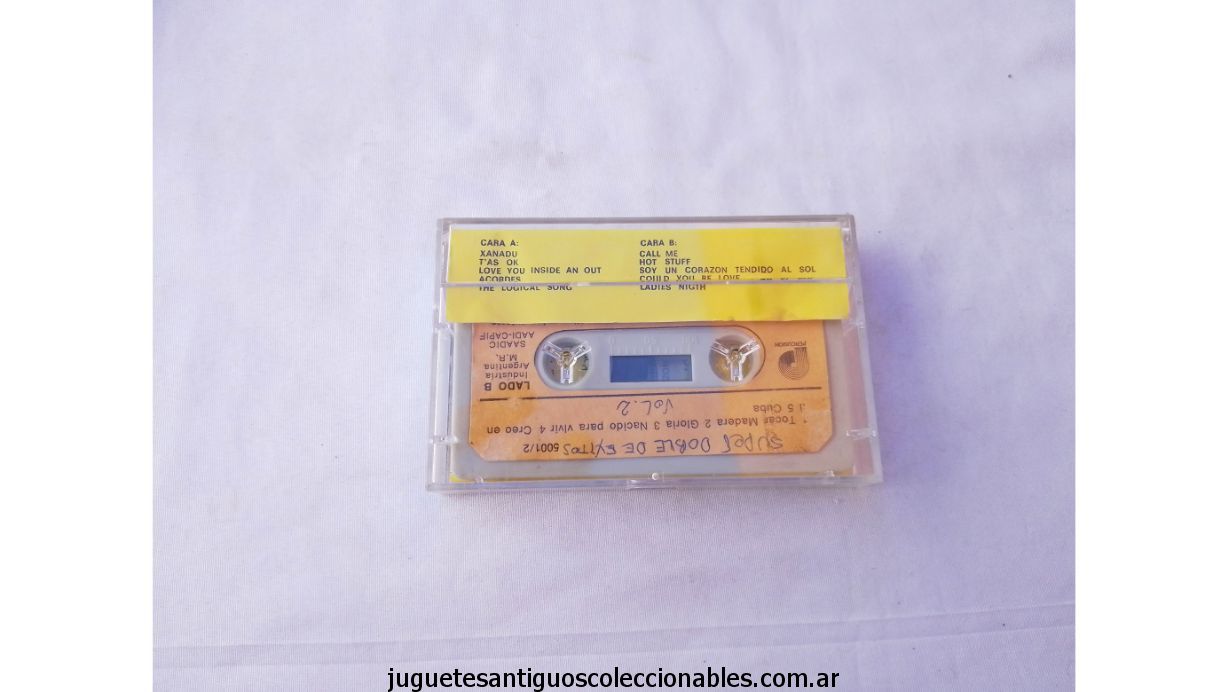 CARA A:
XANADU
T'AS OK
LOVE YOU INSIDE AN OUT
ACORDES
THE LOGICAL SONG
CARA B:
CALL ME
HOT STUFF
SOY UN CORAZON TENDIDO AL SOL
COULD YOU BE LOVE
LADIES NIGTH
SUPER DOBLE DE EXITOS 5001/2
1 Tocar Madera 2 Gloria 3 Nacido para vivir 4 Creo en
5 Cuba
VOL. 2
LADO B
Industria
Argentina
M.R.
SAADIC
AADI-CAPIF
PERCUSION
juguetesantiguoscoleccionables.com.ar